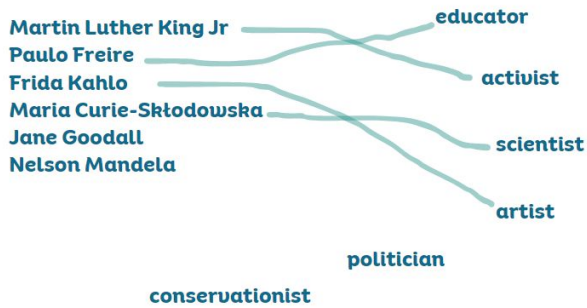 Martin Luther King Jr
Paulo Freire
Frida Kahlo
Maria Curie-Skłodowska
Jane Goodall
Nelson Mandela
educator
activist
scientist
artist
politician
conservationist